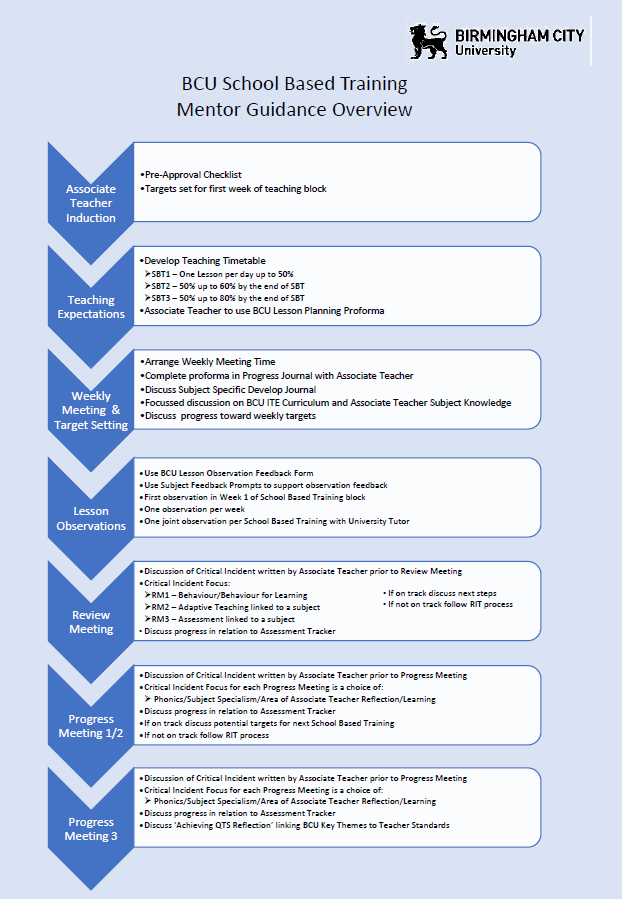 BIRMINGHAM CITY
University
BCU School Based Training
Mentor Guidance Overview
Associate
Teacher
Induction
•Pre-Approval Checklist
•Targets set for first week of teaching block
Teaching
Expectations
•Develop Teaching Timetable
➢SBT1 – One Lesson per day up to 50%
➢SBT2 – 50% up to 60% by the end of SBT
➢SBT3 – 50% up to 80% by the end of SBT
•Associate Teacher to use BCU Lesson Planning Proforma
Weekly
Meeting &
Target Setting
•Arrange Weekly Meeting Time
•Complete proforma in Progress Journal with Associate Teacher
•Discuss Subject Specific Develop Journal
•Focussed discussion on BCU ITE Curriculum and Associate Teacher Subject Knowledge
•Discuss progress toward weekly targets
Lesson
Observations
•Use BCU Lesson Observation Feedback Form
•Use Subject Feedback Prompts to support observation feedback
•First observation in Week 1 of School Based Training block
•One observation per week
•One joint observation per School Based Training with University Tutor
Review
Meeting
•Discussion of Critical Incident written by Associate Teacher prior to Review Meeting
•Critical Incident Focus:
➢RM1 – Behaviour/Behaviour for Learning
➢RM2 – Adaptive Teaching linked to a subject
➢RM3 – Assessment linked to a subject
• Discuss progress in relation to Assessment Tracker
• If on track discuss next steps
• If not on track follow RIT process
Progress
Meeting 1/2
•Discussion of Critical Incident written by Associate Teacher prior to Progress Meeting
•Critical Incident Focus for each Progress Meeting is a choice of:
➢ Phonics/Subject Specialism/Area of Associate Teacher Reflection/Learning
•Discuss progress in relation to Assessment Tracker
•If on track discuss potential targets for next School Based Training
•If not on track follow RIT process
Progress
Meeting 3
•Discussion of Critical Incident written by Associate Teacher prior to Progress Meeting
•Critical Incident Focus for each Progress Meeting is a choice of:
➢ Phonics/Subject Specialism/Area of Associate Teacher Reflection/Learning
•Discuss progress in relation to Assessment Tracker
•Discuss ‘Achieving QTS Reflection’ linking BCU Key Themes to Teacher Standards